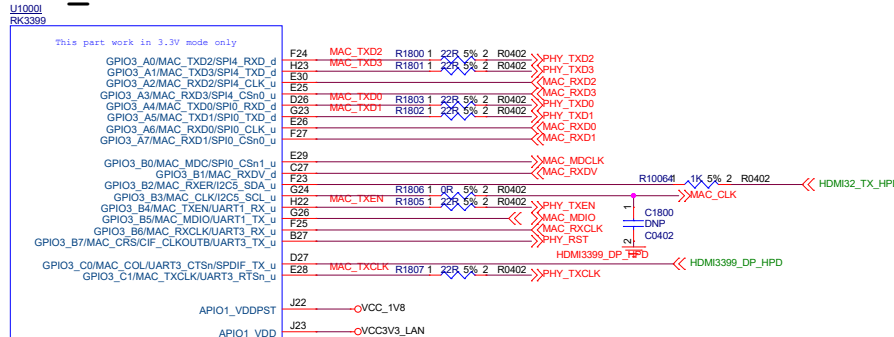 U1000I
RK3399
This part work in 3.3V mode only
GPIO3_A0/MAC_TXD2/SPI4_RXD_d F24 MAC_TXD2 R1800 1 22R 5% 2 R0402 PHY_TXD2
GPIO3_A1/MAC_TXD3/SPI4_TXD_d H23 MAC_TXD3 R1801 1 22R 5% 2 R0402 PHY_TXD3
GPIO3_A2/MAC_RXD2/SPI4_CLK_u E30 MAC_RXD2
GPIO3_A3/MAC_RXD3/SPI4_CSn0_u E25 MAC_RXD3
GPIO3_A4/MAC_TXD0/SPI0_RXD_d D26 MAC_TXD0 R1803 1 22R 5% 2 R0402 PHY_TXD0
GPIO3_A5/MAC_TXD1/SPI0_TXD_d G23 MAC_TXD1 R1802 1 22R 5% 2 R0402 PHY_TXD1
GPIO3_A6/MAC_RXD0/SPI0_CLK_u E26 MAC_RXD0
GPIO3_A7/MAC_RXD1/SPI0_CSn0_u F27 MAC_RXD1
GPIO3_B0/MAC_MDC/SPI0_CSn1_u E29 MAC_MDCLK
GPIO3_B1/MAC_RXDV_d C27 MAC_RXDV
GPIO3_B2/MAC_RXER/I2C5_SDA_u F23 R10064 1 1K 5% 2 R0402 HDMI32_TX_HPD
GPIO3_B3/MAC_CLK/I2C5_SCL_u G24 R1806 1 0R 5% 2 R0402 MAC_CLK
GPIO3_B4/MAC_TXEN/UART1_RX_u H22 MAC_TXEN R1805 1 22R 5% 2 R0402 PHY_TXEN
GPIO3_B5/MAC_MDIO/UART1_TX_u G26 MAC_MDIO
GPIO3_B6/MAC_RXCLK/UART3_RX_u F25 MAC_RXCLK
GPIO3_B7/MAC_CRS/CIF_CLKOUTB/UART3_TX_u B27 PHY_RST
1
C1800
DNP
2 C0402
HDMI3399_DP_HPD
GPIO3_C0/MAC_COL/UART3_CTSn/SPDIF_TX_u D27 HDMI3399_DP_HPD
GPIO3_C1/MAC_TXCLK/UART3_RTSn_u E28 MAC_TXCLK R1807 1 22R 5% 2 R0402 PHY_TXCLK
APIO1_VDDPST J22 VCC_1V8
APIO1_VDD J23 VCC3V3_LAN